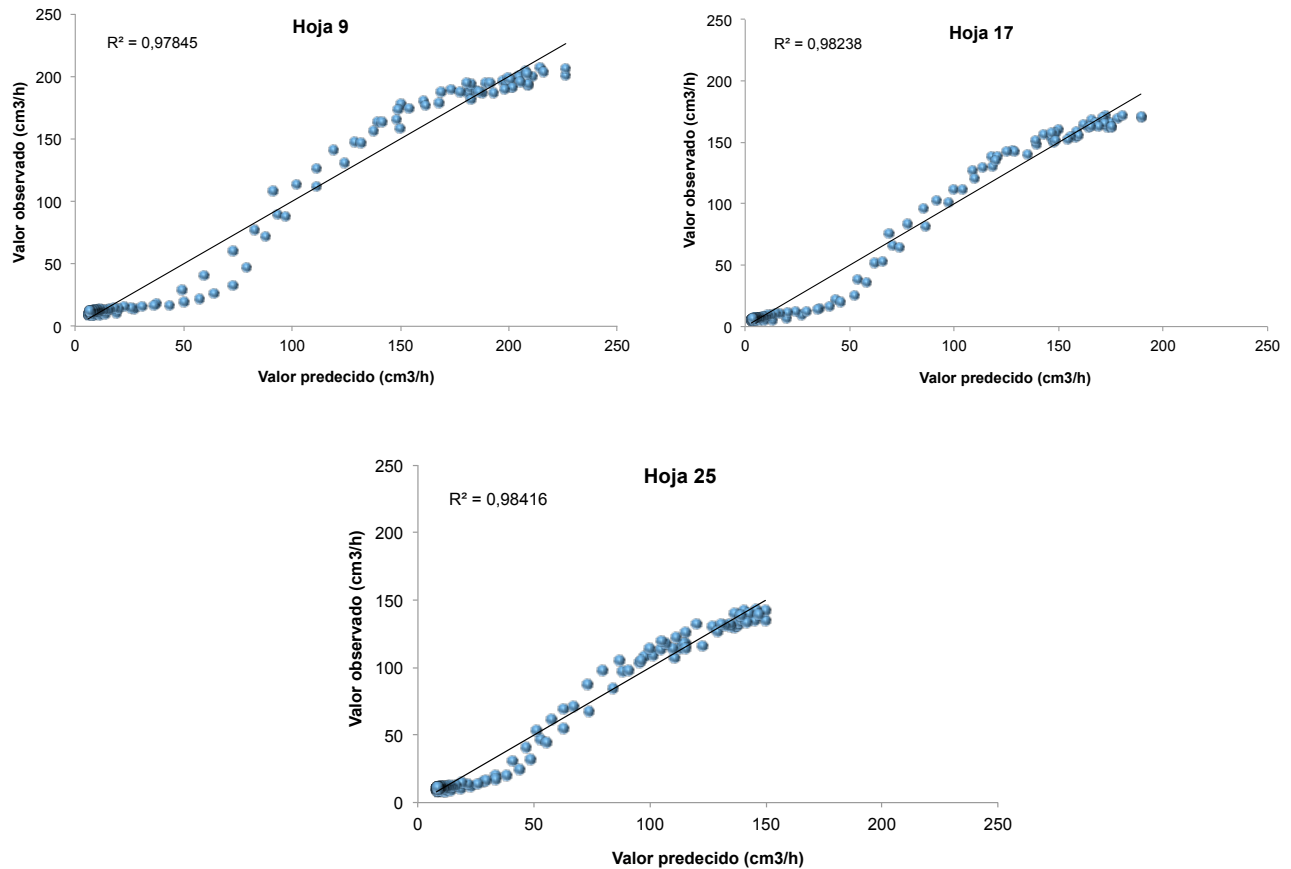 Hoja 9
R² = 0,97845
Valor observado (cm3/h)
250
200
150
100
50
0
0 50 100 150 200 250
Valor predecido (cm3/h)
Hoja 17
R² = 0,98238
Valor observado (cm3/h)
250
200
150
100
50
0
0 50 100 150 200 250
Valor predecido (cm3/h)
Hoja 25
R² = 0,98416
Valor observado (cm3/h)
250
200
150
100
50
0
0 50 100 150 200 250
Valor predecido (cm3/h)